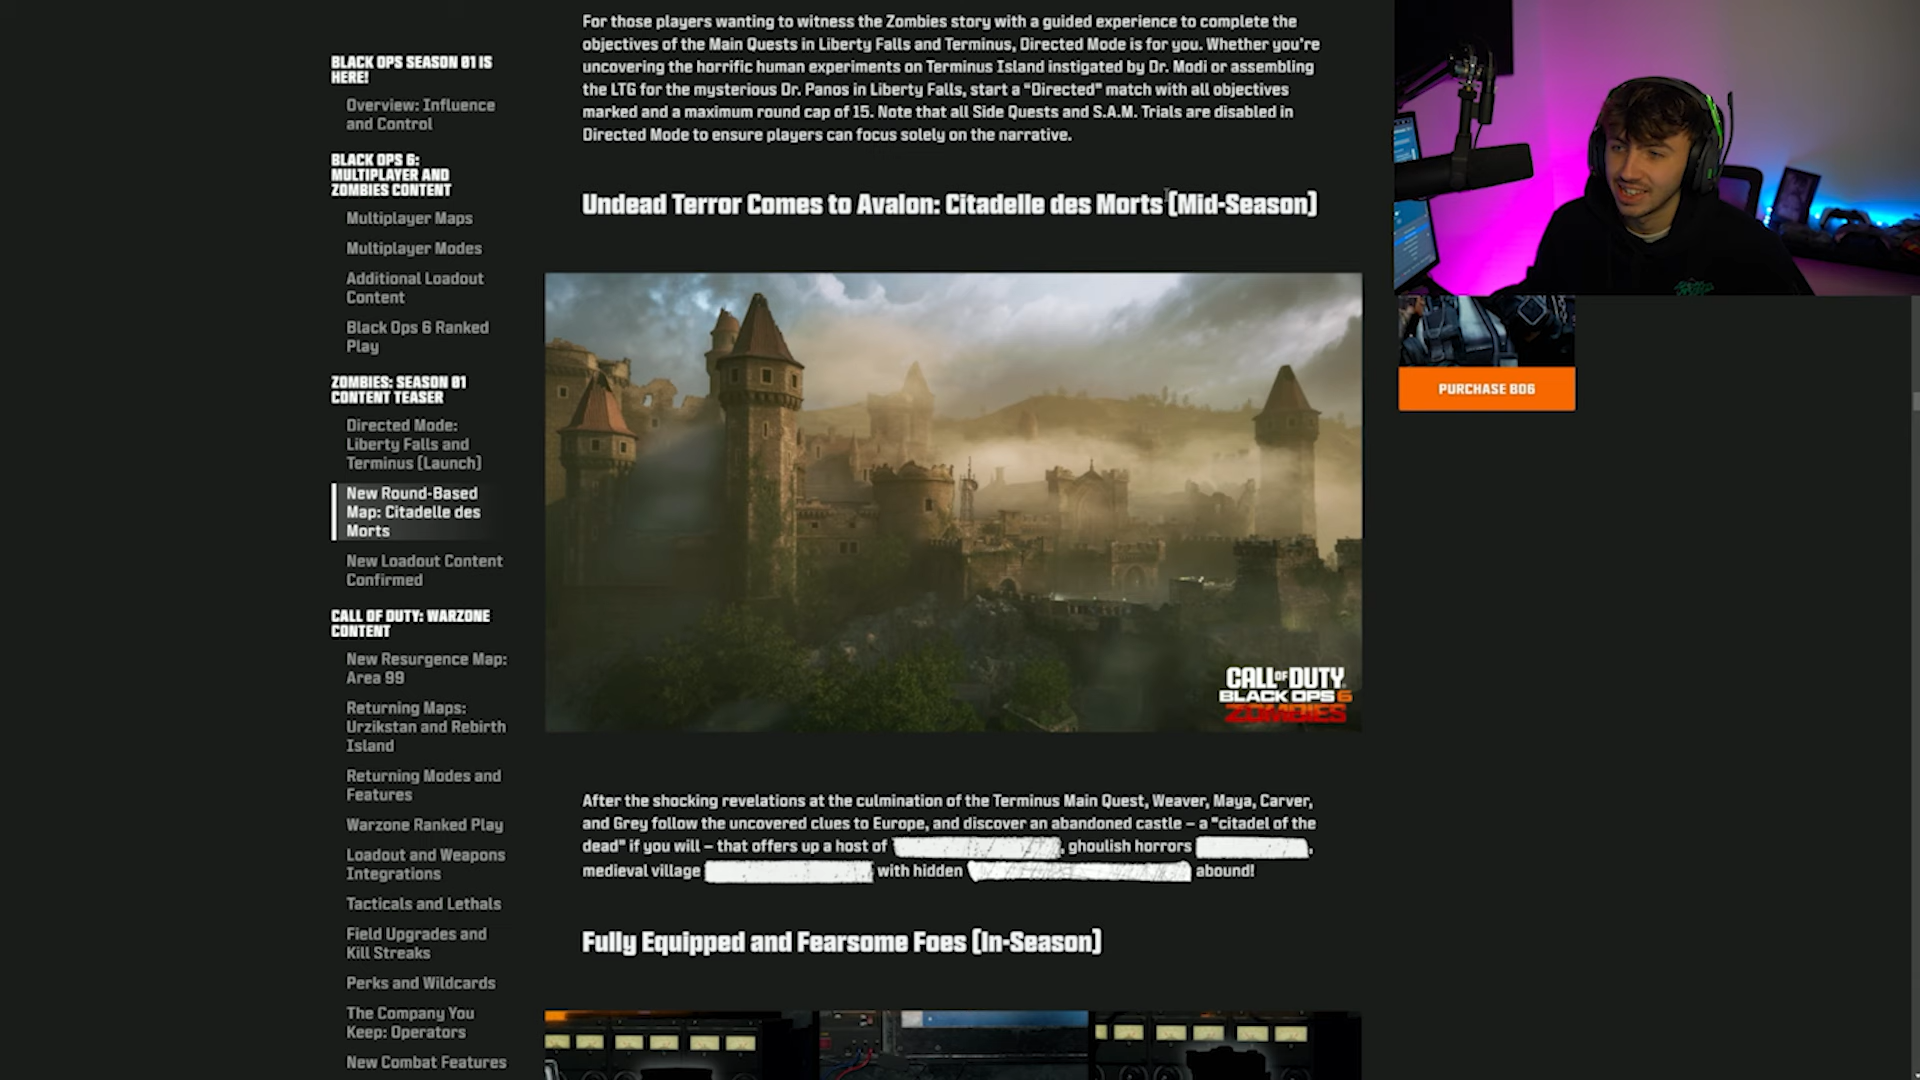 For those players wanting to witness the Zombies story with a guided experience to complete the
objectives of the Main Quests in Liberty Falls and Terminus, Directed Mode is for you. Whether you're
uncovering the horrific human experiments on Terminus Island instigated by Dr. Modi or assembling
the LTG for the mysterious Dr. Panos in Liberty Falls, start a "Directed" match with all objectives
marked and a maximum round cap of 15. Note that all Side Quests and S.A.M. Trials are disabled in
Directed Mode to ensure players can focus solely on the narrative.
BLACK OPS SEASON 01 IS
HERE!
Overview: Influence
and Control
BLACK OPS 6:
MULTIPLAYER AND
ZOMBIES CONTENT
Multiplayer Maps
Multiplayer Modes
Additional Loadout
Content
Black Ops 6 Ranked
Play
ZOMBIES: SEASON 01
CONTENT TEASER
Directed Mode:
Liberty Falls and
Terminus (Launch)
New Round-Based
Map: Citadelle des
Morts
New Loadout Content
Confirmed
CALL OF DUTY: WARZONE
CONTENT
New Resurgence Map:
Area 99
Returning Maps:
Urzikstan and Rebirth
Island
Returning Modes and
Features
Warzone Ranked Play
Loadout and Weapons
Integrations
Tacticals and Lethals
Field Upgrades and
Kill Streaks
Perks and Wildcards
The Company You
Keep: Operators
New Combat Features
Undead Terror Comes to Avalon: Citadelle des Morts (Mid-Season)
CALL OF DUTY
BLACK OPS 6
ZOMBIES
PURCHASE BO6
After the shocking revelations at the culmination of the Terminus Main Quest, Weaver, Maya, Carver,
and Grey follow the uncovered clues to Europe, and discover an abandoned castle – a "citadel of the
dead" if you will – that offers up a host of , ghoulish horrors ,
medieval village with hidden abound!
Fully Equipped and Fearsome Foes (In-Season)